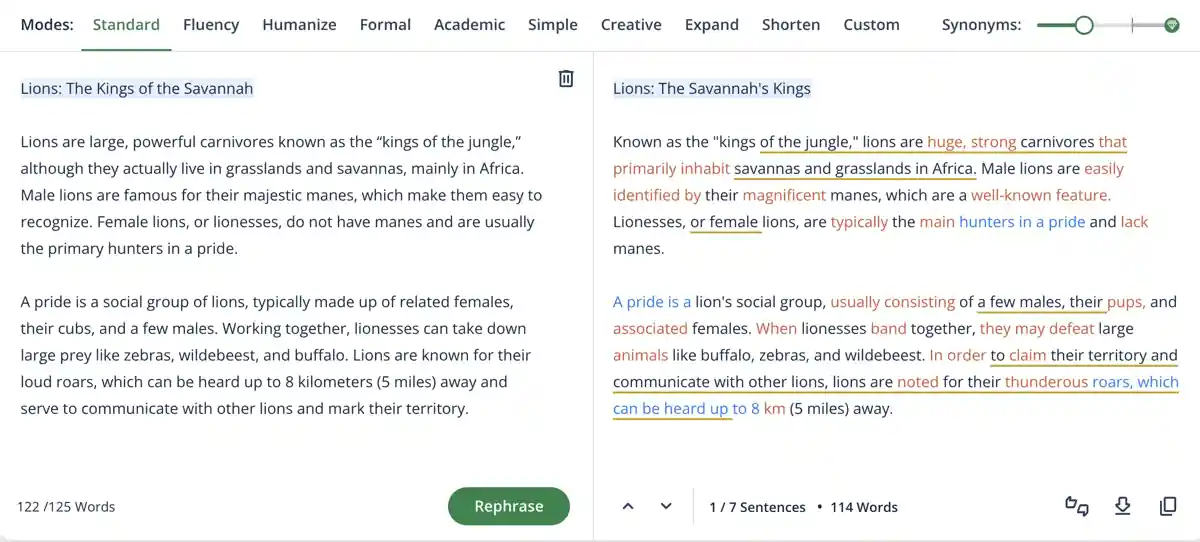 Modes: Standard Fluency Humanize Formal Academic Simple Creative Expand Shorten Custom Synonyms:
Lions: The Kings of the Savannah
Lions are large, powerful carnivores known as the “kings of the jungle,”
although they actually live in grasslands and savannas, mainly in Africa.
Male lions are famous for their majestic manes, which make them easy to
recognize. Female lions, or lionesses, do not have manes and are usually
the primary hunters in a pride.
A pride is a social group of lions, typically made up of related females,
their cubs, and a few males. Working together, lionesses can take down
large prey like zebras, wildebeest, and buffalo. Lions are known for their
loud roars, which can be heard up to 8 kilometers (5 miles) away and
serve to communicate with other lions and mark their territory.
122 /125 Words
Rephrase
Lions: The Savannah's Kings
Known as the "kings of the jungle," lions are huge, strong carnivores that
primarily inhabit savannas and grasslands in Africa. Male lions are easily
identified by their magnificent manes, which are a well-known feature.
Lionesses, or female lions, are typically the main hunters in a pride and lack
manes.
A pride is a lion's social group, usually consisting of a few males, their pups, and
associated females. When lionesses band together, they may defeat large
animals like buffalo, zebras, and wildebeest. In order to claim their territory and
communicate with other lions, lions are noted for their thunderous roars, which
can be heard up to 8 km (5 miles) away.
1 / 7 Sentences • 114 Words